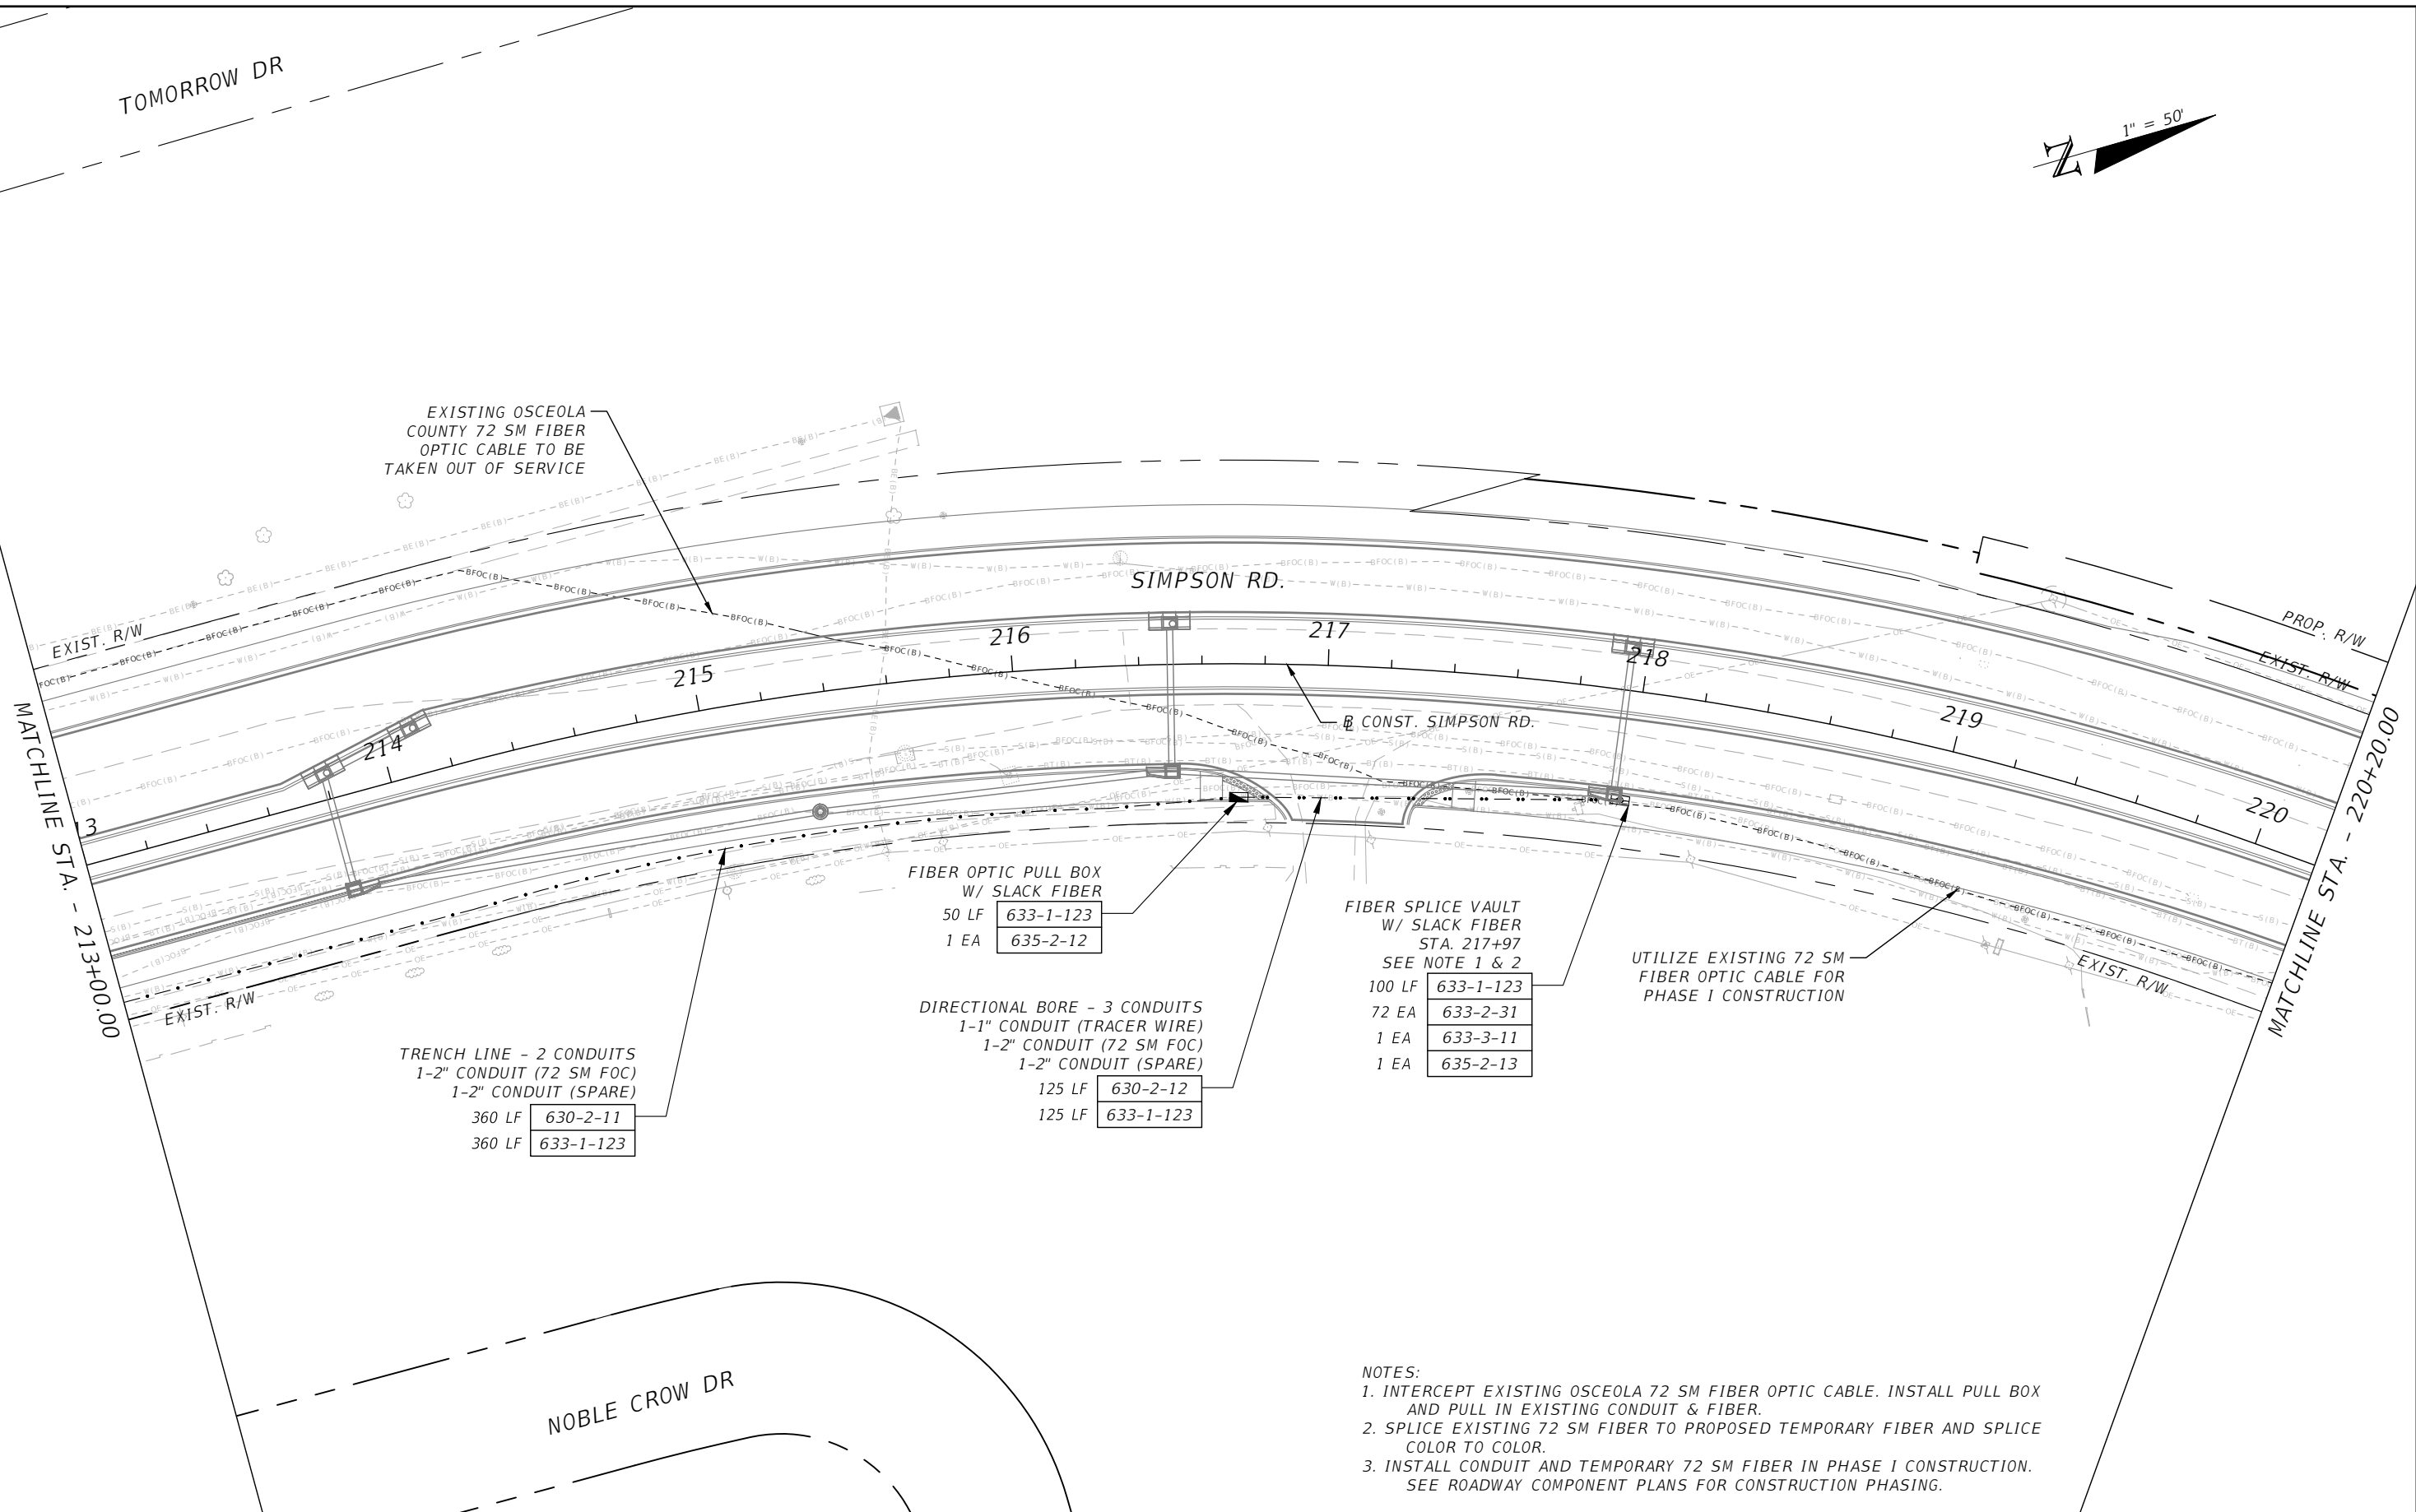 TOMORROW DR
1" = 50'
N
EXISTING OSCEOLA
COUNTY 72 SM FIBER
OPTIC CABLE TO BE
TAKEN OUT OF SERVICE
SIMPSON RD.
EXIST. R/W
PROP. R/W
EXIST. R/W
13
214
215
216
217
218
219
220
MATCHLINE STA. - 213+00.00
MATCHLINE STA. - 220+20.00
B CONST. SIMPSON RD.
L
BFOC(B)
BE(B)
W(B)
S(B)
BT(B)
OE
EXIST. R/W
EXIST. R/W
FIBER OPTIC PULL BOX
W/ SLACK FIBER
50 LF 633-1-123
1 EA 635-2-12
FIBER SPLICE VAULT
W/ SLACK FIBER
STA. 217+97
SEE NOTE 1 & 2
100 LF 633-1-123
72 EA 633-2-31
1 EA 633-3-11
1 EA 635-2-13
UTILIZE EXISTING 72 SM
FIBER OPTIC CABLE FOR
PHASE I CONSTRUCTION
DIRECTIONAL BORE - 3 CONDUITS
1-1" CONDUIT (TRACER WIRE)
1-2" CONDUIT (72 SM FOC)
1-2" CONDUIT (SPARE)
125 LF 630-2-12
125 LF 633-1-123
TRENCH LINE - 2 CONDUITS
1-2" CONDUIT (72 SM FOC)
1-2" CONDUIT (SPARE)
360 LF 630-2-11
360 LF 633-1-123
NOBLE CROW DR
NOTES:
1. INTERCEPT EXISTING OSCEOLA 72 SM FIBER OPTIC CABLE. INSTALL PULL BOX
AND PULL IN EXISTING CONDUIT & FIBER.
2. SPLICE EXISTING 72 SM FIBER TO PROPOSED TEMPORARY FIBER AND SPLICE
COLOR TO COLOR.
3. INSTALL CONDUIT AND TEMPORARY 72 SM FIBER IN PHASE I CONSTRUCTION.
SEE ROADWAY COMPONENT PLANS FOR CONSTRUCTION PHASING.